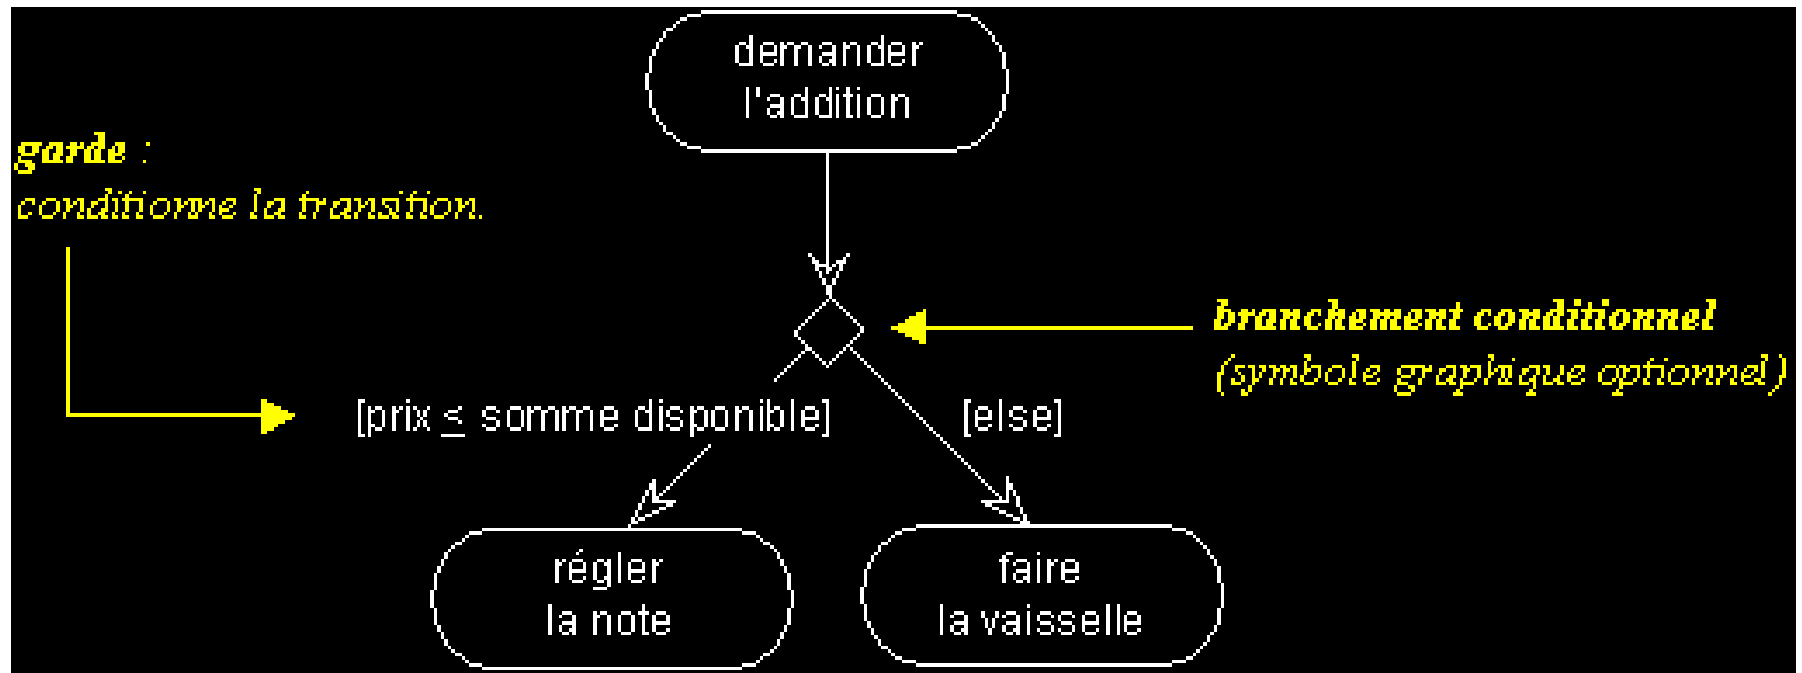 demander
l'addition
garde :
conditionne la transition.
branchement conditionnel
(symbole graphique optionnel)
[prix ≤ somme disponible]
[else]
régler
la note
faire
la vaisselle